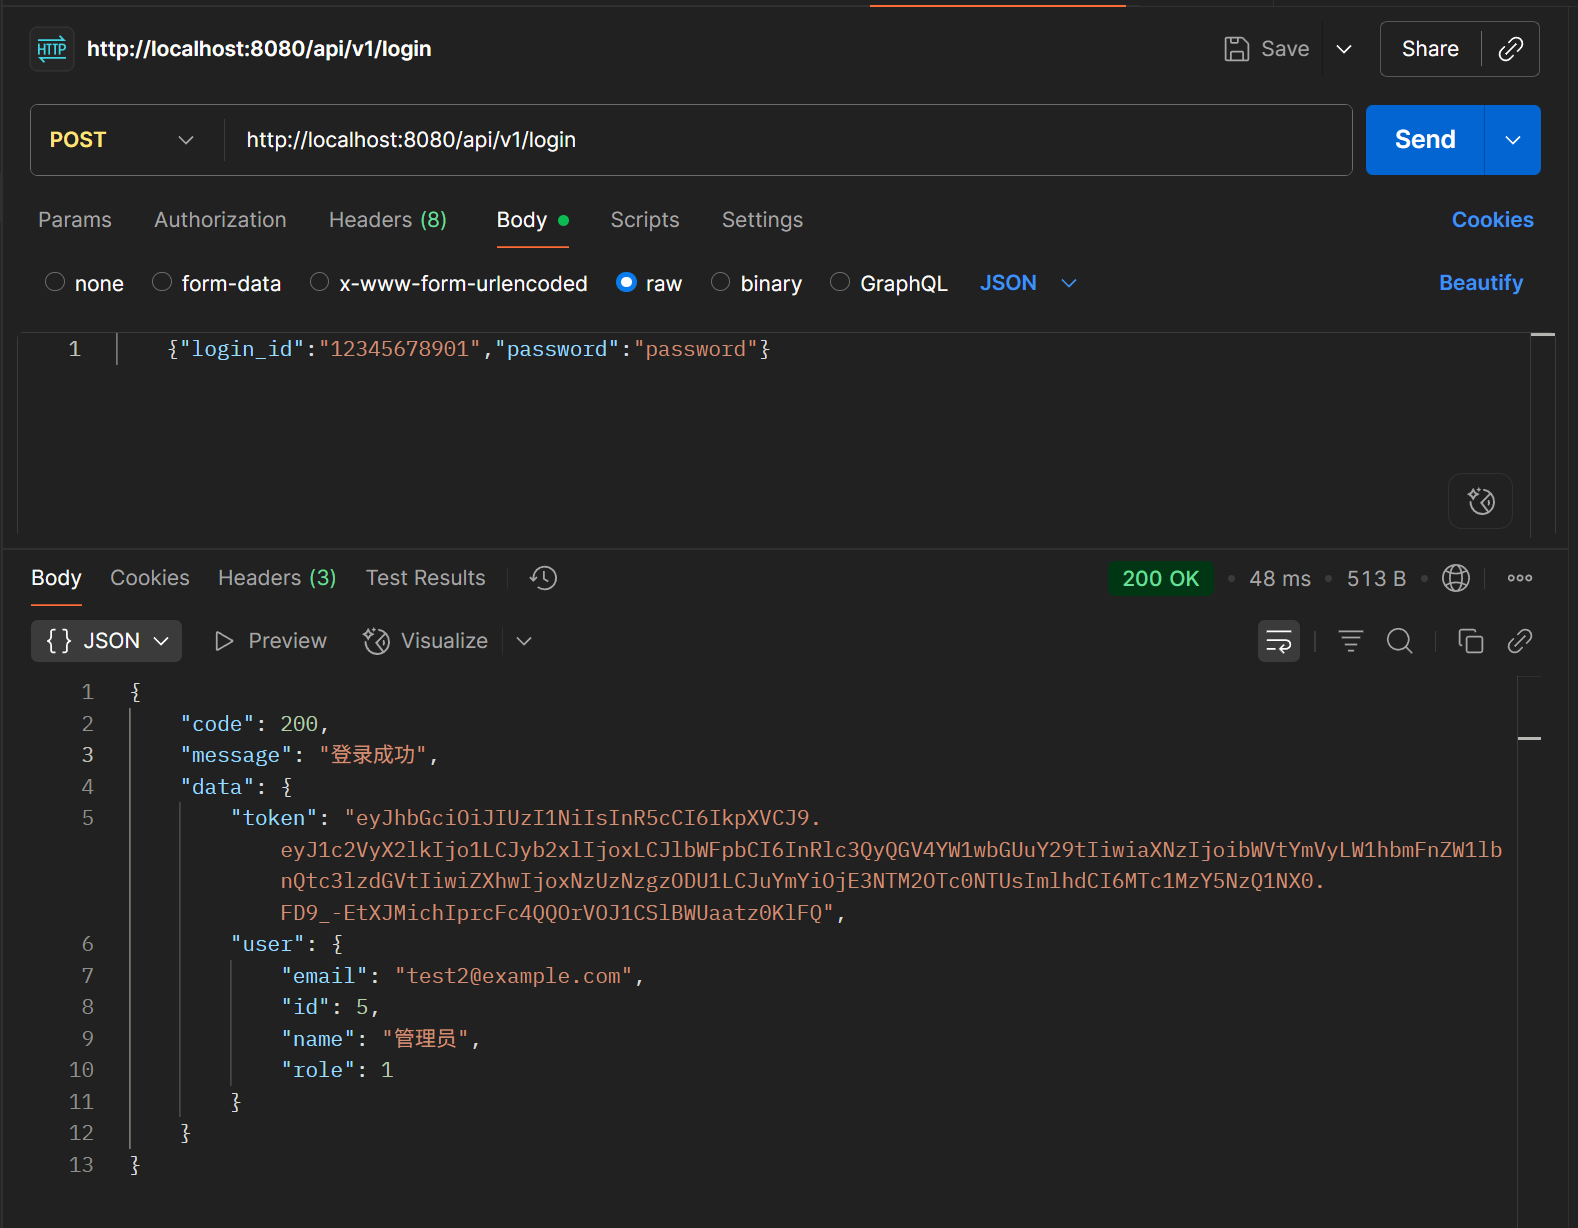 HTTP http://localhost:8080/api/v1/login Save Share
POST http://localhost:8080/api/v1/login Send
Params Authorization Headers (8) Body Scripts Settings Cookies
none form-data x-www-form-urlencoded raw binary GraphQL JSON Beautify
1 {"login_id":"12345678901","password":"password"}
Body Cookies Headers (3) Test Results 200 OK • 48 ms • 513 B •
{} JSON Preview Visualize
1 {
2 "code": 200,
3 "message": "登录成功",
4 "data": {
5 "token": "eyJhbGciOiJIUzI1NiIsInR5cCI6IkpXVCJ9.
eyJ1c2VyX2lkIjo1LCJyb2xlIjoxLCJlbWFpbCI6InRlc3QyQGV4YW1wbGUuY29tIiwiaXNzIjoibWVtYmVyLW1hbmFnZW1lb
nQtc3lzdGVtIiwiZXhwIjoxNzUzNzgzODU1LCJuYmYiOjE3NTM2OTc0NTUsImlhdCI6MTc1MzY5NzQ1NX0.
FD9_-EtXJMichIprcFc4QQOrVOJ1CSlBWUaatz0KlFQ",
6 "user": {
7 "email": "test2@example.com",
8 "id": 5,
9 "name": "管理员",
10 "role": 1
11 }
12 }
13 }